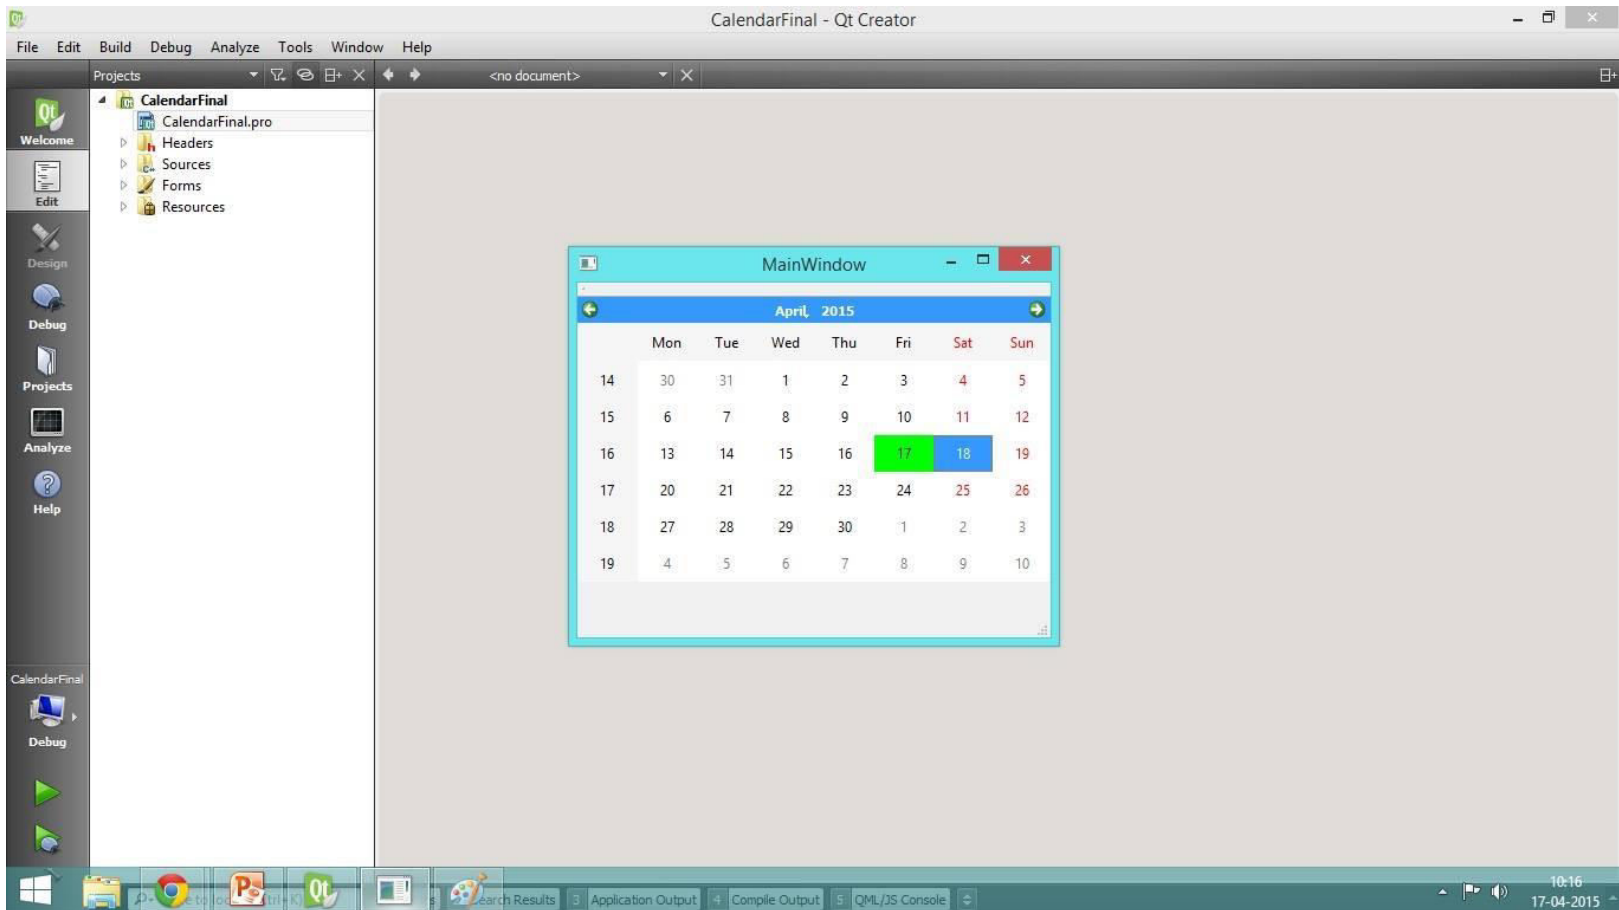 CalendarFinal - Qt Creator
File Edit Build Debug Analyze Tools Window Help
Projects <no document>
CalendarFinal
CalendarFinal.pro
Headers
Sources
Forms
Resources
Qt
Welcome
Edit
Design
Debug
Projects
Analyze
Help
MainWindow
April, 2015
Mon Tue Wed Thu Fri Sat Sun
14 30 31 1 2 3 4 5
15 6 7 8 9 10 11 12
16 13 14 15 16 17 18 19
17 20 21 22 23 24 25 26
18 27 28 29 30 1 2 3
19 4 5 6 7 8 9 10
CalendarFinal
Debug
3 Application Output 4 Compile Output 5 QML/JS Console
10:16
17-04-2015